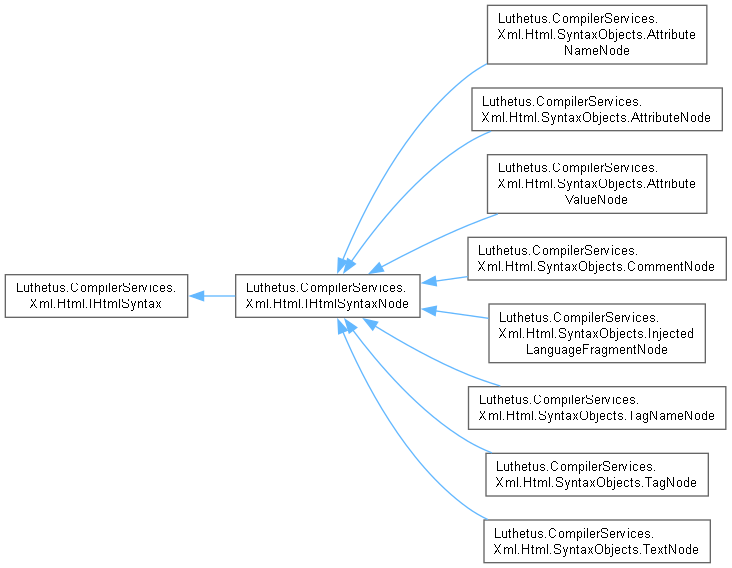 Luthetus.CompilerServices.
Xml.Html.SyntaxObjects.Attribute
NameNode
Luthetus.CompilerServices.
Xml.Html.SyntaxObjects.AttributeNode
Luthetus.CompilerServices.
Xml.Html.SyntaxObjects.Attribute
ValueNode
Luthetus.CompilerServices.
Xml.Html.SyntaxObjects.CommentNode
Luthetus.CompilerServices.
Xml.Html.IHtmlSyntax
Luthetus.CompilerServices.
Xml.Html.IHtmlSyntaxNode
Luthetus.CompilerServices.
Xml.Html.SyntaxObjects.Injected
LanguageFragmentNode
Luthetus.CompilerServices.
Xml.Html.SyntaxObjects.TagNameNode
Luthetus.CompilerServices.
Xml.Html.SyntaxObjects.TagNode
Luthetus.CompilerServices.
Xml.Html.SyntaxObjects.TextNode